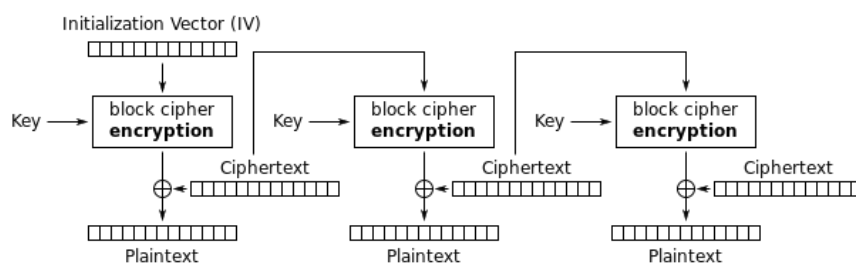 Initialization Vector (IV)
Key
block cipher
encryption
Ciphertext
Plaintext
Key
block cipher
encryption
Ciphertext
Plaintext
Key
block cipher
encryption
Ciphertext
Plaintext